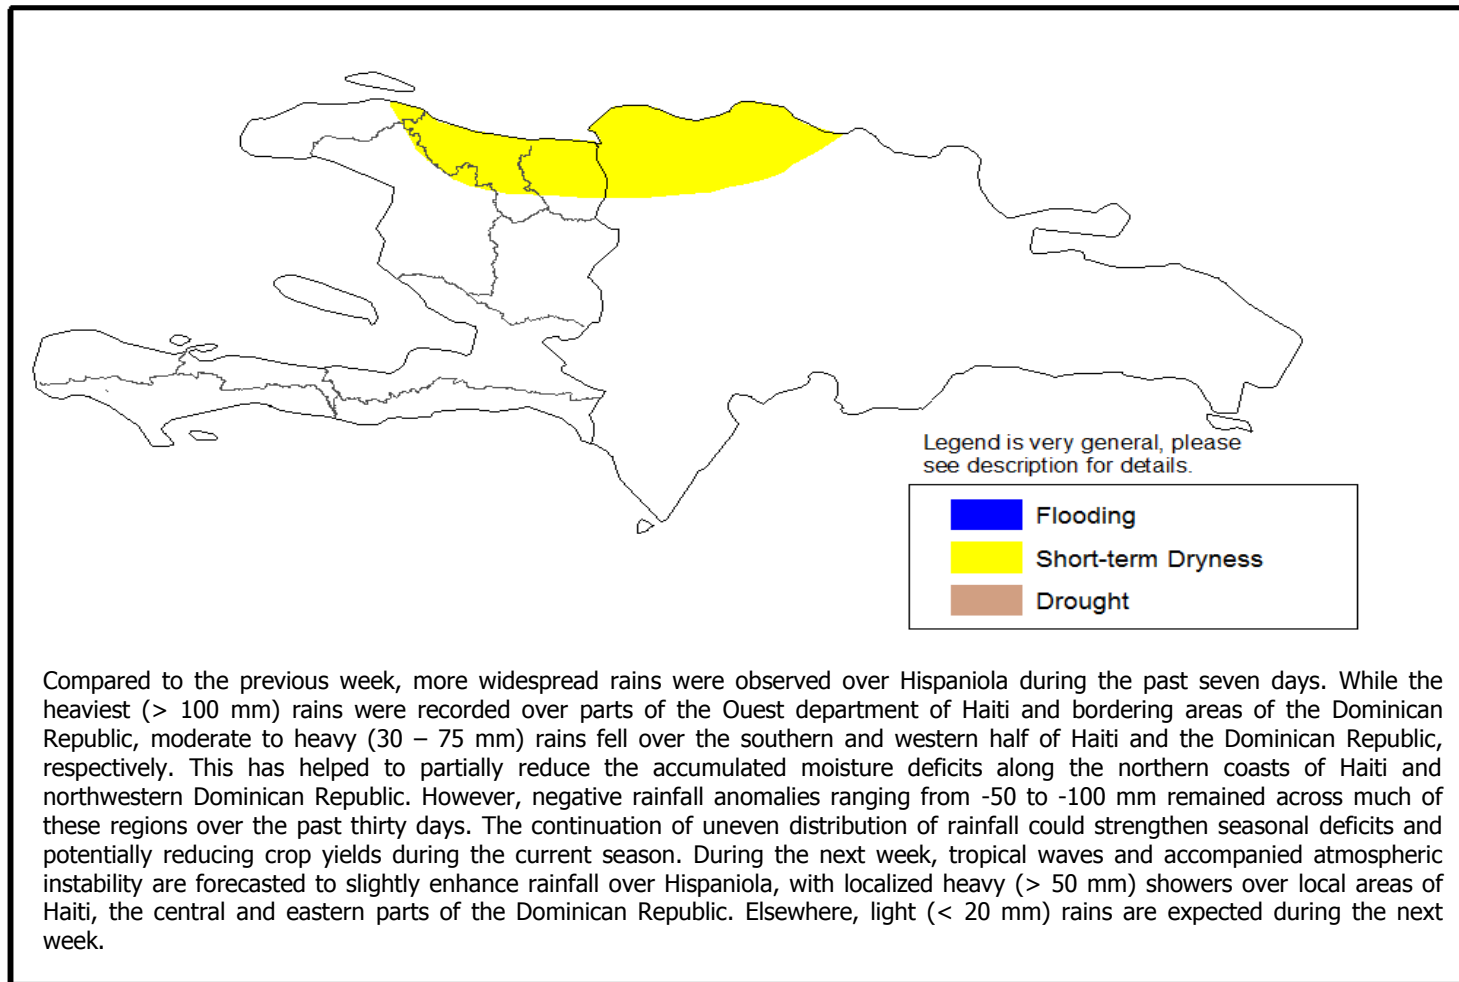 Legend is very general, please
see description for details.
Flooding
Short-term Dryness
Drought
Compared to the previous week, more widespread rains were observed over Hispaniola during the past seven days. While the
heaviest (> 100 mm) rains were recorded over parts of the Ouest department of Haiti and bordering areas of the Dominican
Republic, moderate to heavy (30 – 75 mm) rains fell over the southern and western half of Haiti and the Dominican Republic,
respectively. This has helped to partially reduce the accumulated moisture deficits along the northern coasts of Haiti and
northwestern Dominican Republic. However, negative rainfall anomalies ranging from -50 to -100 mm remained across much of
these regions over the past thirty days. The continuation of uneven distribution of rainfall could strengthen seasonal deficits and
potentially reducing crop yields during the current season. During the next week, tropical waves and accompanied atmospheric
instability are forecasted to slightly enhance rainfall over Hispaniola, with localized heavy (> 50 mm) showers over local areas of
Haiti, the central and eastern parts of the Dominican Republic. Elsewhere, light (< 20 mm) rains are expected during the next
week.